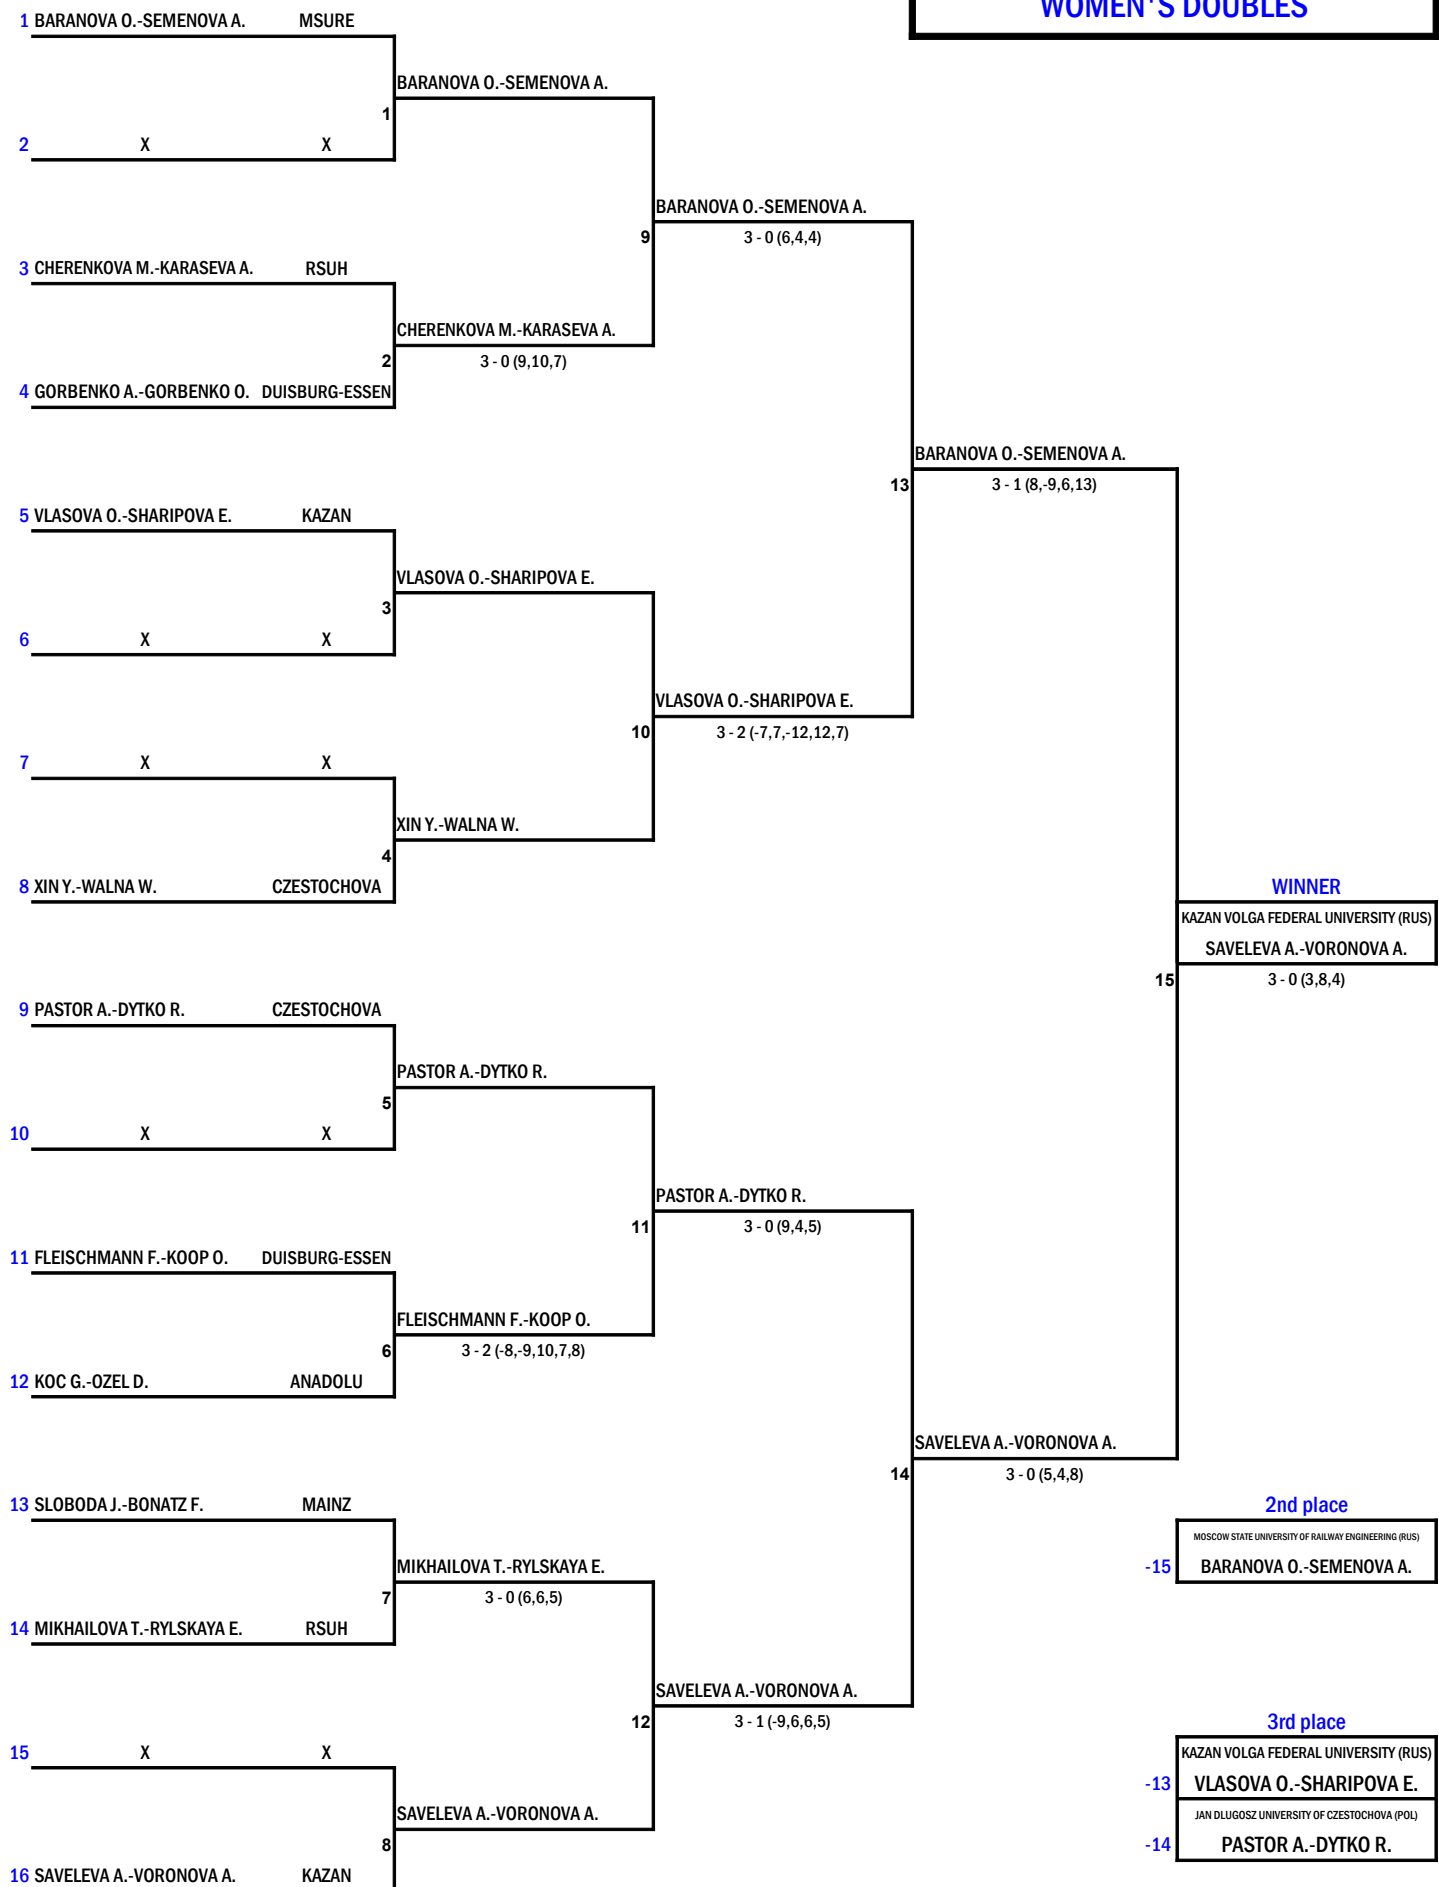 WOMEN'S DOUBLES
1 BARANOVA O.-SEMENOVA A. MSURE
BARANOVA O.-SEMENOVA A.
1
2 X X
BARANOVA O.-SEMENOVA A.
9 3 - 0 (6,4,4)
3 CHERENKOVA M.-KARASEVA A. RSUH
CHERENKOVA M.-KARASEVA A.
2 3 - 0 (9,10,7)
4 GORBENKO A.-GORBENKO O. DUISBURG-ESSEN
BARANOVA O.-SEMENOVA A.
13 3 - 1 (8,-9,6,13)
5 VLASOVA O.-SHARIPOVA E. KAZAN
VLASOVA O.-SHARIPOVA E.
3
6 X X
VLASOVA O.-SHARIPOVA E.
10 3 - 2 (-7,7,-12,12,7)
7 X X
XIN Y.-WALNA W.
4
8 XIN Y.-WALNA W. CZESTOCHOVA WINNER
KAZAN VOLGA FEDERAL UNIVERSITY (RUS)
SAVELEVA A.-VORONOVA A.
15 3 - 0 (3,8,4)
9 PASTOR A.-DYTKO R. CZESTOCHOVA
PASTOR A.-DYTKO R.
5
10 X X
PASTOR A.-DYTKO R.
11 3 - 0 (9,4,5)
11 FLEISCHMANN F.-KOOP O. DUISBURG-ESSEN
FLEISCHMANN F.-KOOP O.
6 3 - 2 (-8,-9,10,7,8)
12 KOC G.-OZEL D. ANADOLU
SAVELEVA A.-VORONOVA A.
14 3 - 0 (5,4,8)
13 SLOBODA J.-BONATZ F. MAINZ 2nd place
MOSCOW STATE UNIVERSITY OF RAILWAY ENGINEERING (RUS)
MIKHAILOVA T.-RYLSKAYA E. -15 BARANOVA O.-SEMENOVA A.
7 3 - 0 (6,6,5)
14 MIKHAILOVA T.-RYLSKAYA E. RSUH
SAVELEVA A.-VORONOVA A.
12 3 - 1 (-9,6,6,5) 3rd place
15 X X KAZAN VOLGA FEDERAL UNIVERSITY (RUS)
-13 VLASOVA O.-SHARIPOVA E.
SAVELEVA A.-VORONOVA A. JAN DLUGOSZ UNIVERSITY OF CZESTOCHOVA (POL)
8 -14 PASTOR A.-DYTKO R.
16 SAVELEVA A.-VORONOVA A. KAZAN